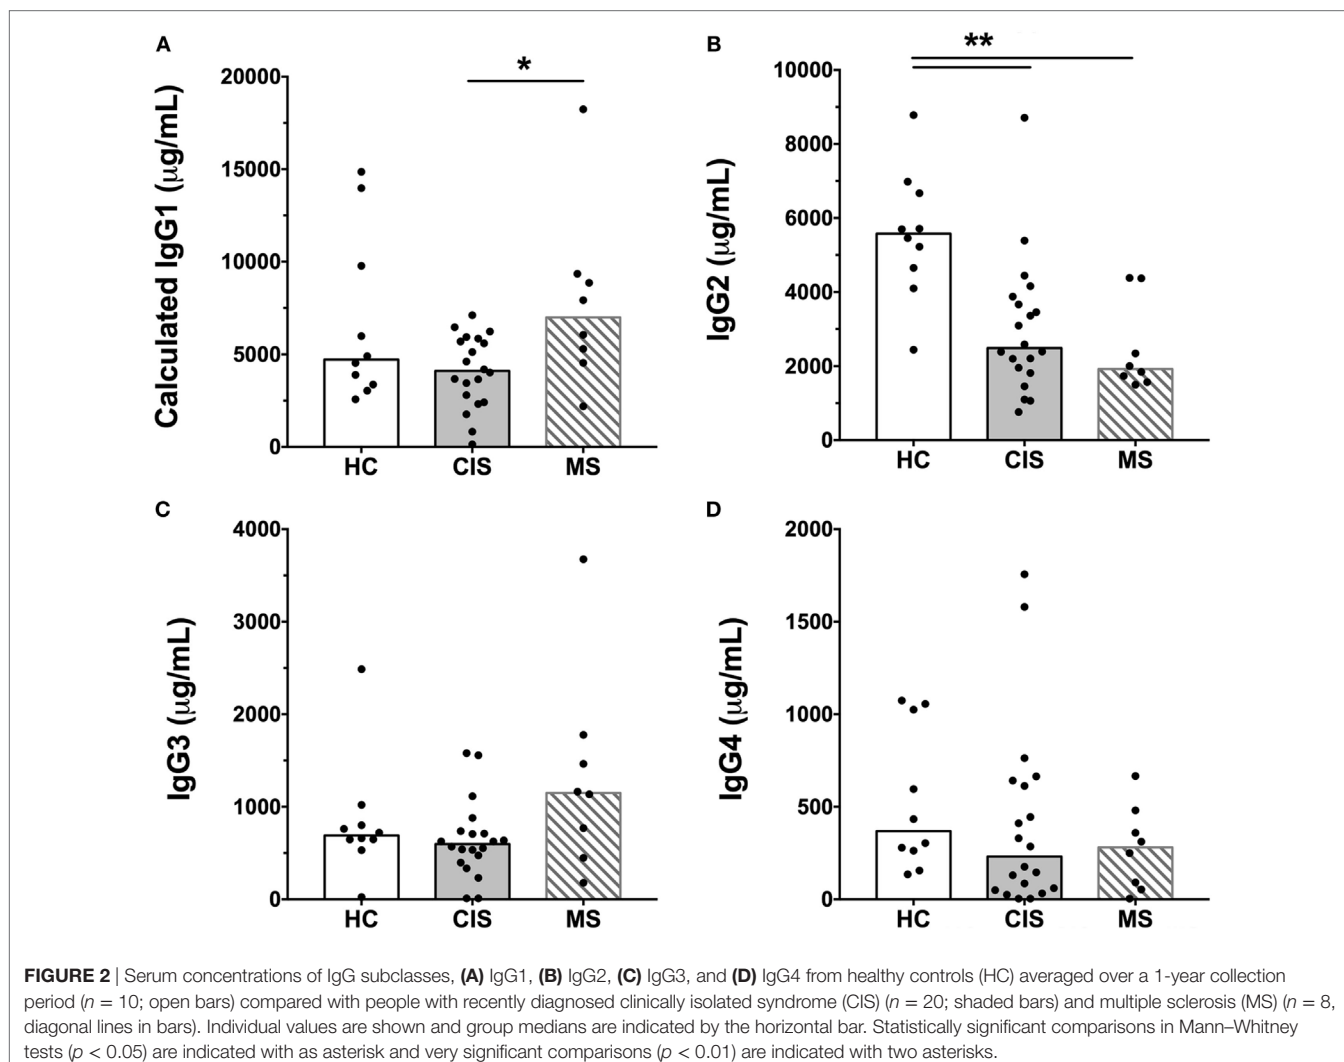 A
Calculated IgG1 (μg/mL)
20000
15000
10000
5000
0
*
HC CIS MS
B
IgG2 (μg/mL)
10000
8000
6000
4000
2000
0
**
HC CIS MS
C
IgG3 (μg/mL)
4000
3000
2000
1000
0
HC CIS MS
D
IgG4 (μg/mL)
2000
1500
1000
500
0
HC CIS MS
FIGURE 2 | Serum concentrations of IgG subclasses, (A) IgG1, (B) IgG2, (C) IgG3, and (D) IgG4 from healthy controls (HC) averaged over a 1-year collection
period (n = 10; open bars) compared with people with recently diagnosed clinically isolated syndrome (CIS) (n = 20; shaded bars) and multiple sclerosis (MS) (n = 8,
diagonal lines in bars). Individual values are shown and group medians are indicated by the horizontal bar. Statistically significant comparisons in Mann–Whitney
tests (p < 0.05) are indicated with as asterisk and very significant comparisons (p < 0.01) are indicated with two asterisks.